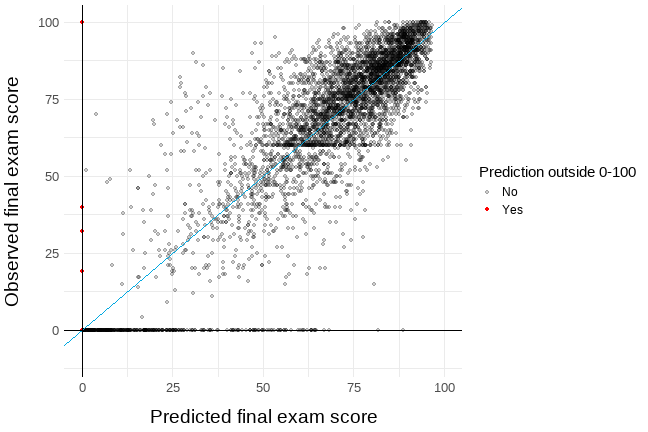 100
75
50
25
0
0
25
50
75
100
Observed final exam score
Predicted final exam score
Prediction outside 0-100
No
Yes